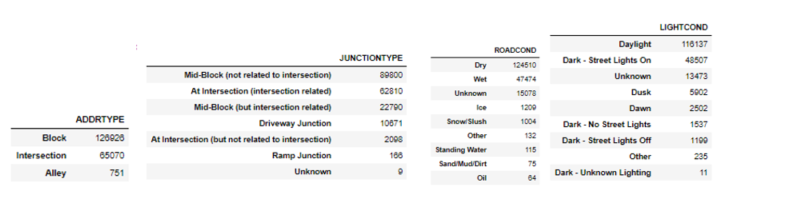 ADDRTYPE
Block 126926
Intersection 65070
Alley 751
JUNCTIONTYPE
Mid-Block (not related to intersection) 89800
At Intersection (intersection related) 62810
Mid-Block (but intersection related) 22790
Driveway Junction 10671
At Intersection (but not related to intersection) 2098
Ramp Junction 166
Unknown 9
ROADCOND
Dry 124510
Wet 47474
Unknown 15078
Ice 1209
Snow/Slush 1004
Other 132
Standing Water 115
Sand/Mud/Dirt 75
Oil 64
LIGHTCOND
Daylight 116137
Dark - Street Lights On 48507
Unknown 13473
Dusk 5902
Dawn 2502
Dark - No Street Lights 1537
Dark - Street Lights Off 1199
Other 235
Dark - Unknown Lighting 11